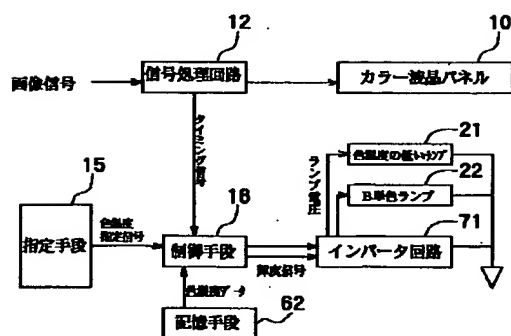 12
10
画像信号
信号処理回路
カラー液晶パネル
タイミング信号
ランプ電圧
21
色温度の低いランプ
22
B単色ランプ
15
16
71
指定手段
色温度
指定信号
制御手段
輝度信号
インバータ回路
色温度データ
62
記憶手段